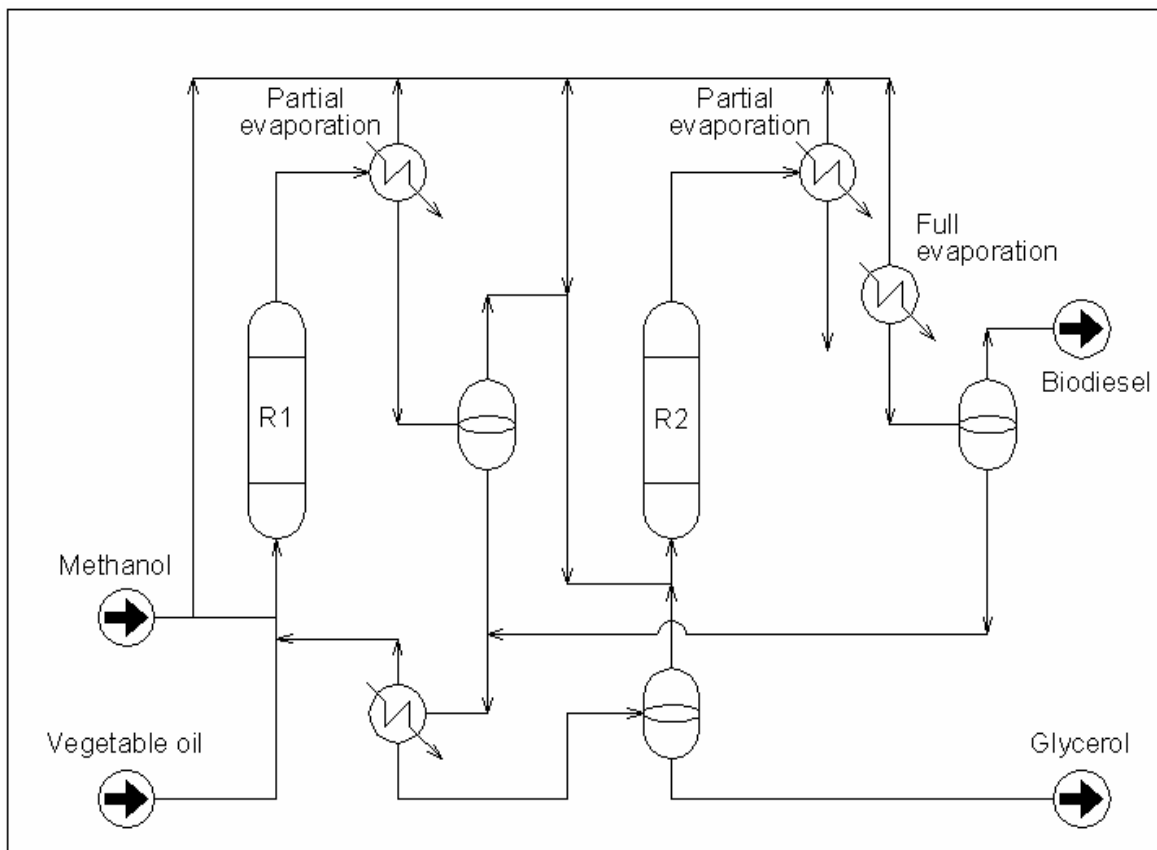 Partial
evaporation
Partial
evaporation
Full
evaporation
R1
R2
Biodiesel
Methanol
Vegetable oil
Glycerol